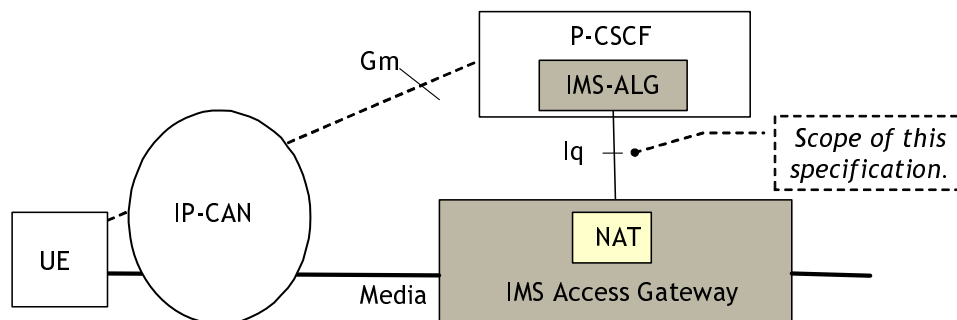 P-CSCF
Gm
IMS-ALG
Iq
Scope of this
specification.
IP-CAN
UE
NAT
Media
IMS Access Gateway